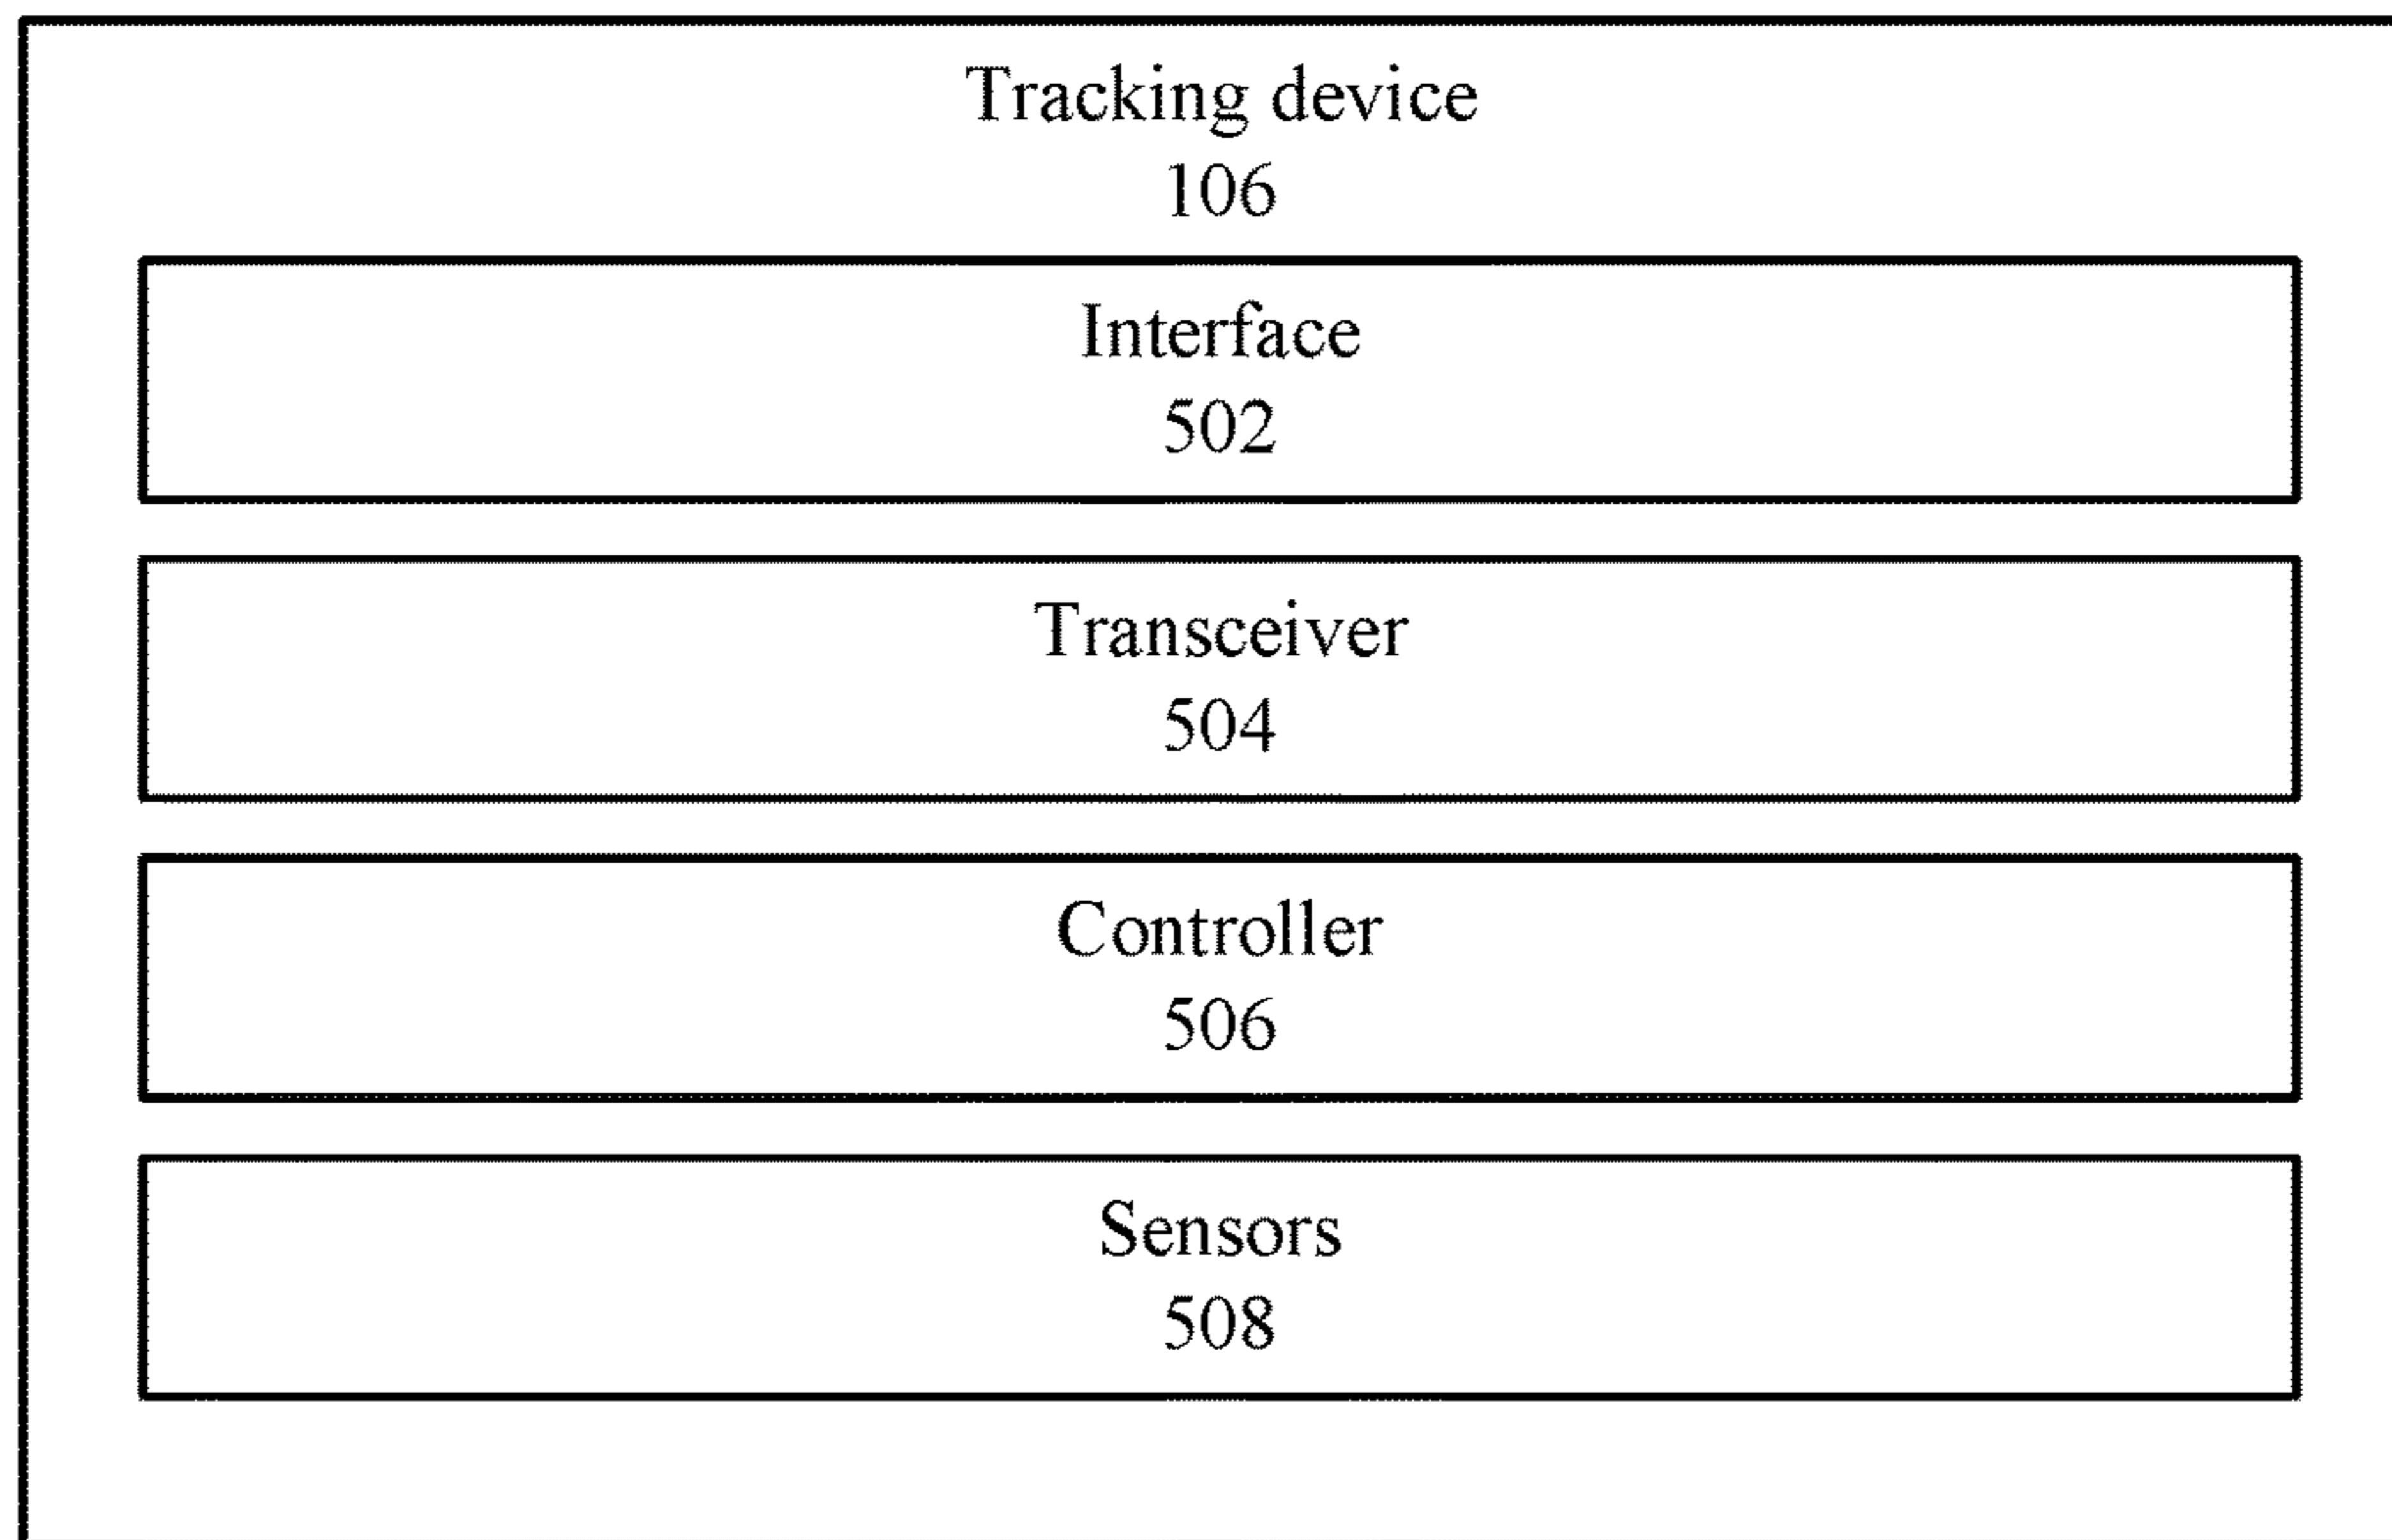 Tracking device
106
Interface
502
Transceiver
504
Controller
506
Sensors
508